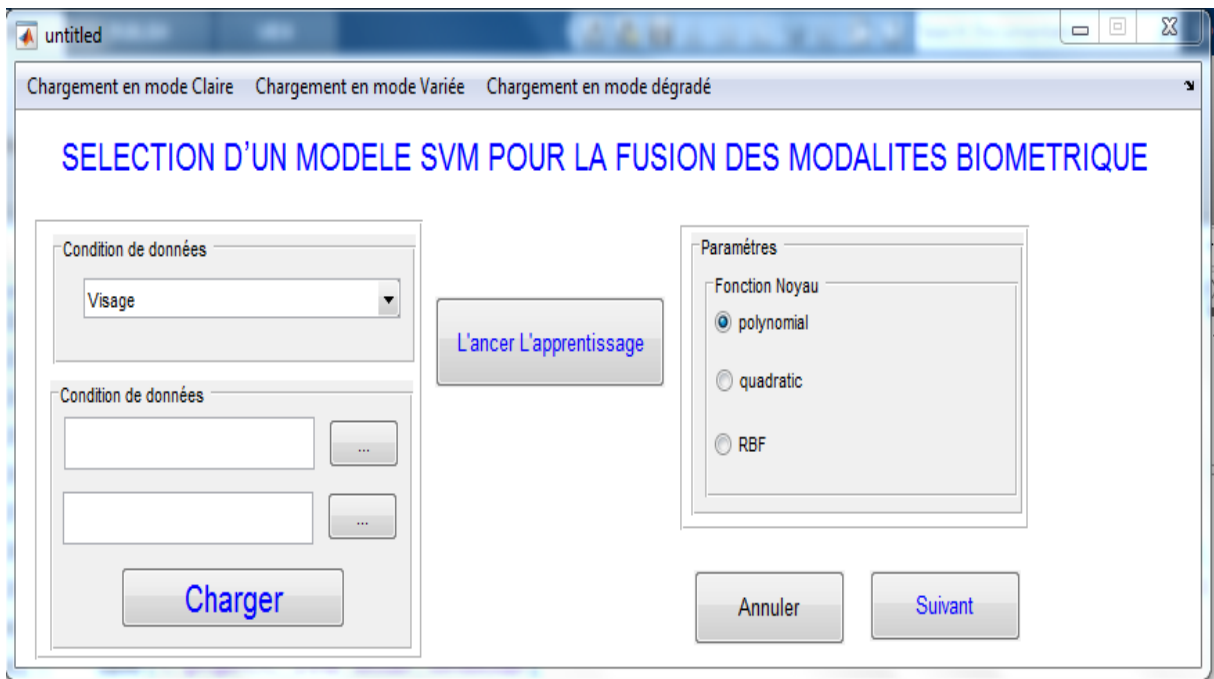 untitled
Chargement en mode Claire Chargement en mode Variée Chargement en mode dégradé
SELECTION D'UN MODELE SVM POUR LA FUSION DES MODALITES BIOMETRIQUE
Condition de données
Visage
Condition de données
...
...
Charger
L'ancer L'apprentissage
Paramétres
Fonction Noyau
polynomial
quadratic
RBF
Annuler
Suivant